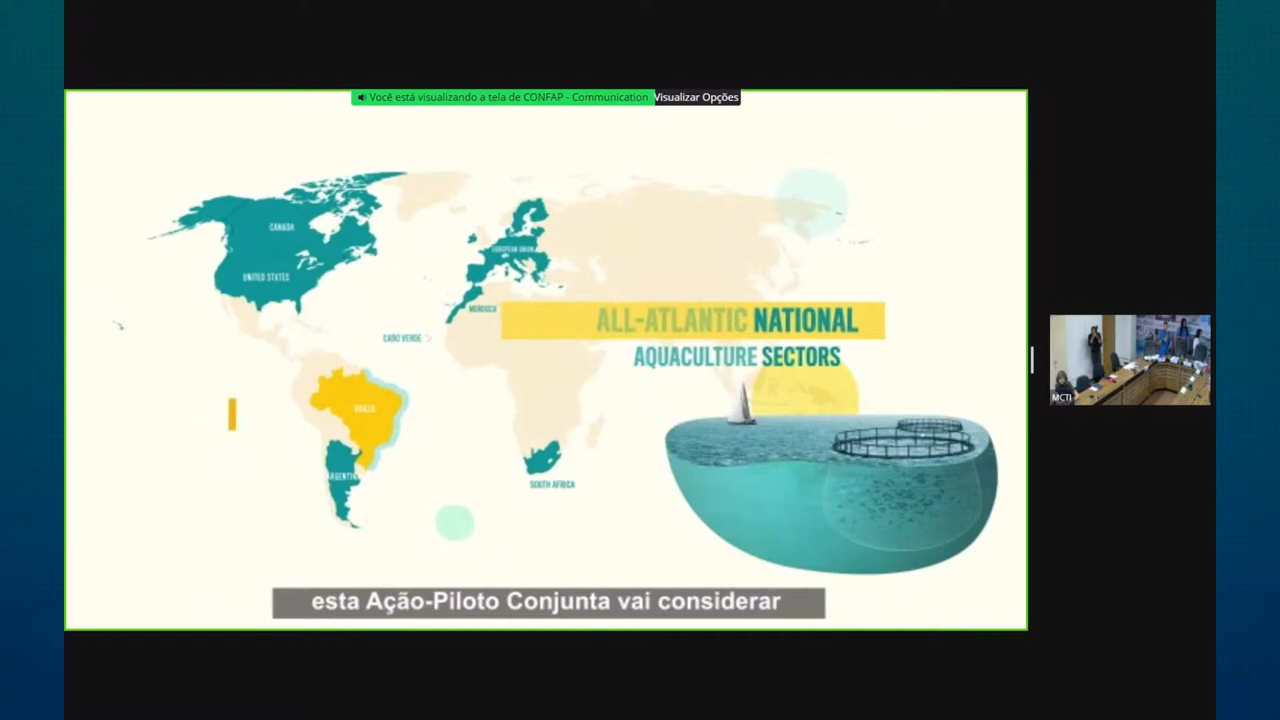 Você está visualizando a tela de CONFAP - Communication Visualizar Opções
CANADA
UNITED STATES
EUROPEAN UNION
MOROCCO
CABO VERDE
ALL-ATLANTIC NATIONAL
AQUACULTURE SECTORS
BRAZIL
ARGENTINA
SOUTH AFRICA
MCTI
esta Ação-Piloto Conjunta vai considerar